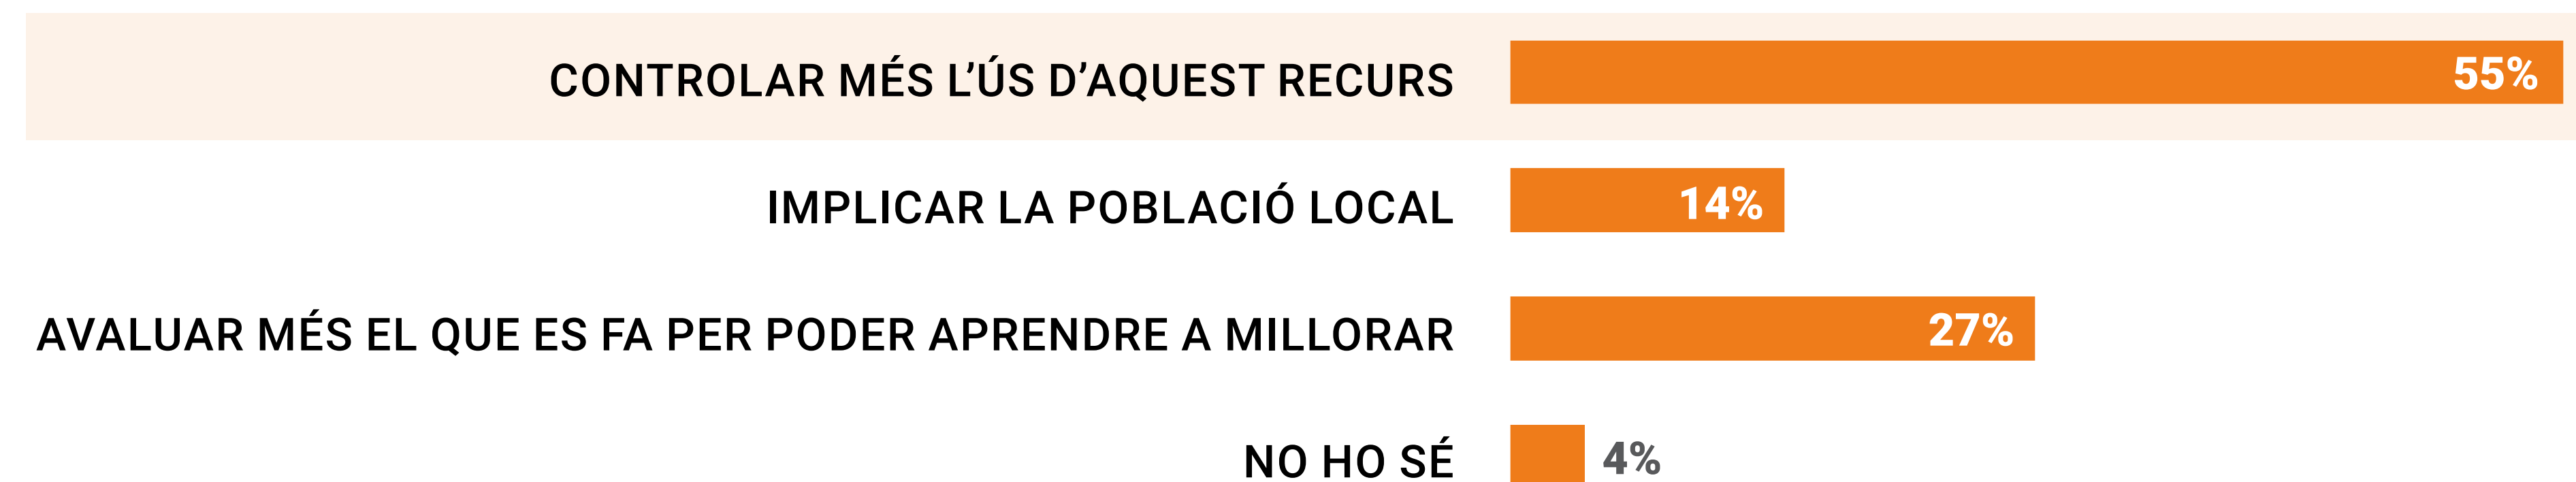 CONTROLAR MÉS L’ÚS D’AQUEST RECURS 55%
IMPLICAR LA POBLACIÓ LOCAL 14%
AVALUAR MÉS EL QUE ES FA PER PODER APRENDRE A MILLORAR 27%
NO HO SÉ 4%